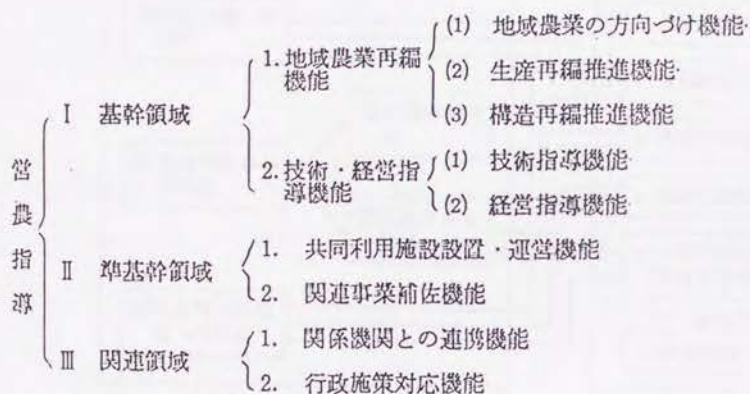 営農指導
Ⅰ 基幹領域
1.地域農業再編
機能
(1) 地域農業の方向づけ機能
(2) 生産再編推進機能
(3) 構造再編推進機能
2.技術・経営指
導機能
(1) 技術指導機能
(2) 経営指導機能
Ⅱ 準基幹領域
1. 共同利用施設設置・運営機能
2. 関連事業補佐機能
Ⅲ 関連領域
1. 関係機関との連携機能
2. 行政施策対応機能